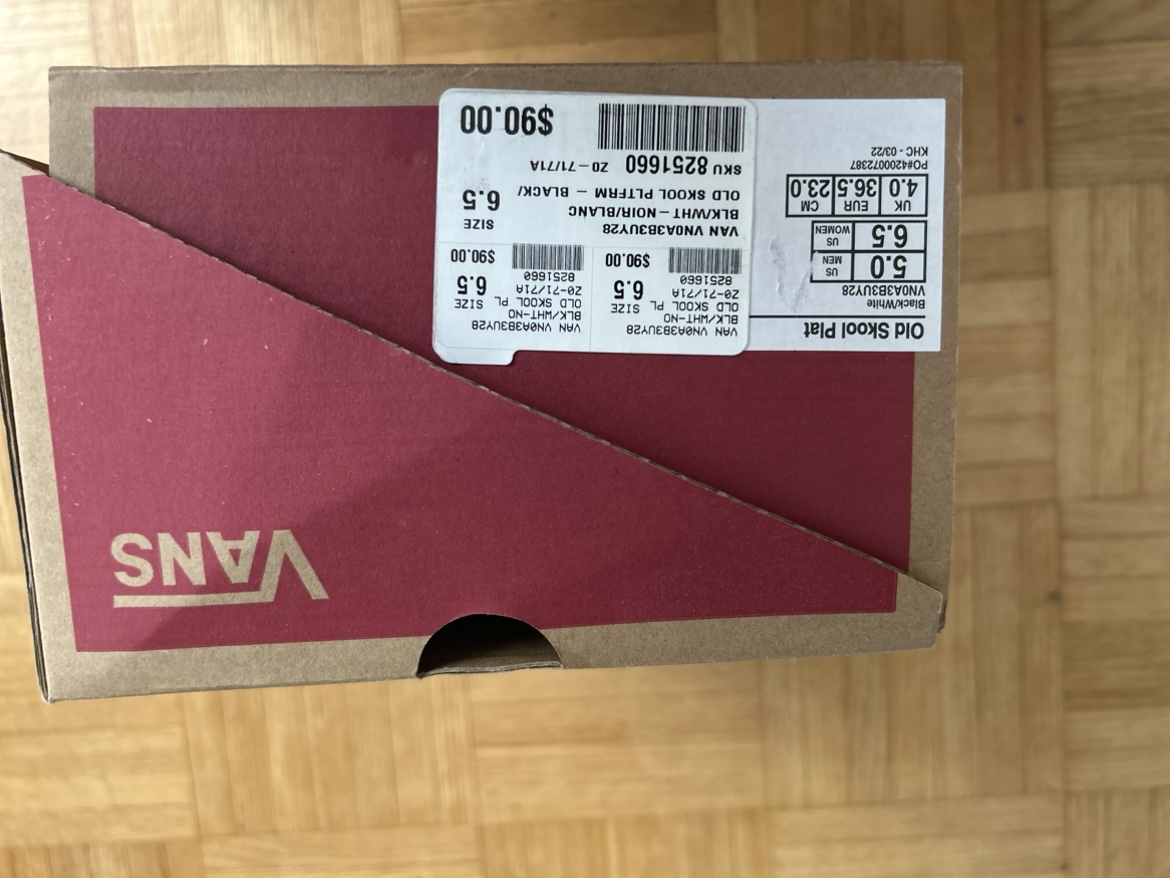 VANS
Old Skool Plat
Black/White
VN0A3B3UY28
5.0 US MEN
6.5 US WOMEN
UK EUR CM
4.0 36.5 23.0
PO#4200072387
KHC - 03/22
VAN VN0A3B3UY28
BLK/WHT-NO
OLD SKOOL PL
Z0-71/71A SIZE
8251660 6.5
$90.00
VAN VN0A3B3UY28
BLK/WHT-NO
OLD SKOOL PL
Z0-71/71A SIZE
8251660 6.5
$90.00
VAN VN0A3B3UY28
BLK/WHT – NOIR/BLANC SIZE
OLD SKOOL PLTFRM – BLACK/ 6.5
SKU 8251660 Z0 – 71/71A
$90.00